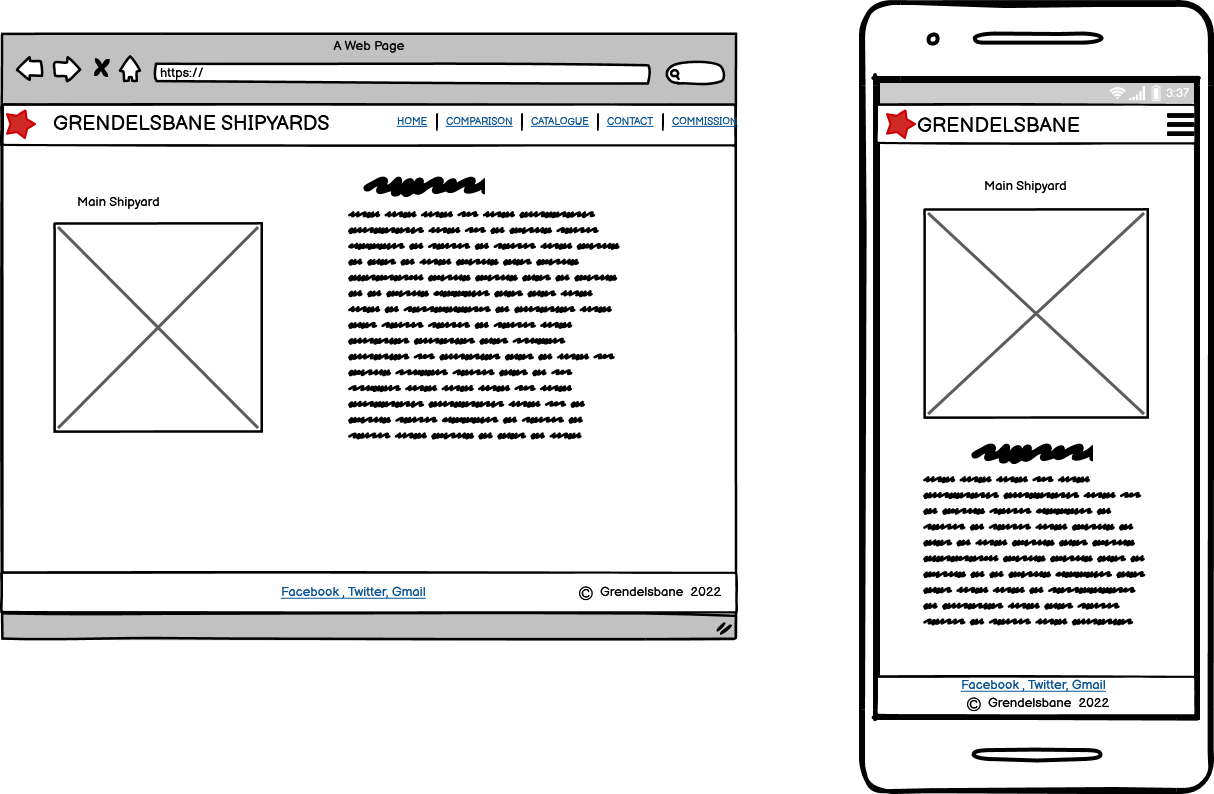 A Web Page
https://
GRENDELSBANE SHIPYARDS
HOME | COMPARISON | CATALOGUE | CONTACT | COMMISSION
Main Shipyard
Facebook , Twitter, Gmail
© Grendelsbane 2022
3:37
GRENDELSBANE
Main Shipyard
Facebook , Twitter, Gmail
© Grendelsbane 2022